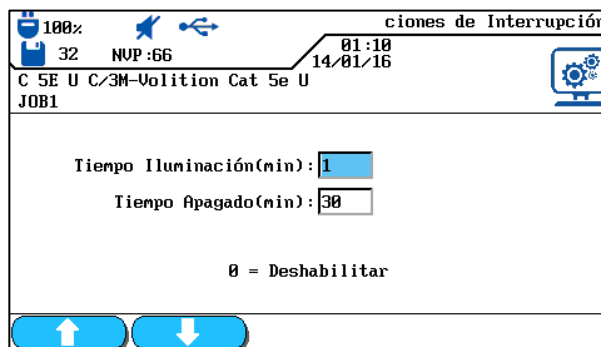 100% ciones de Interrupción
32 NVP:66 01:10
14/01/16
C 5E U C/3M-Volition Cat 5e U
JOB1
Tiempo Iluminación(min): 1
Tiempo Apagado(min): 30
0 = Deshabilitar